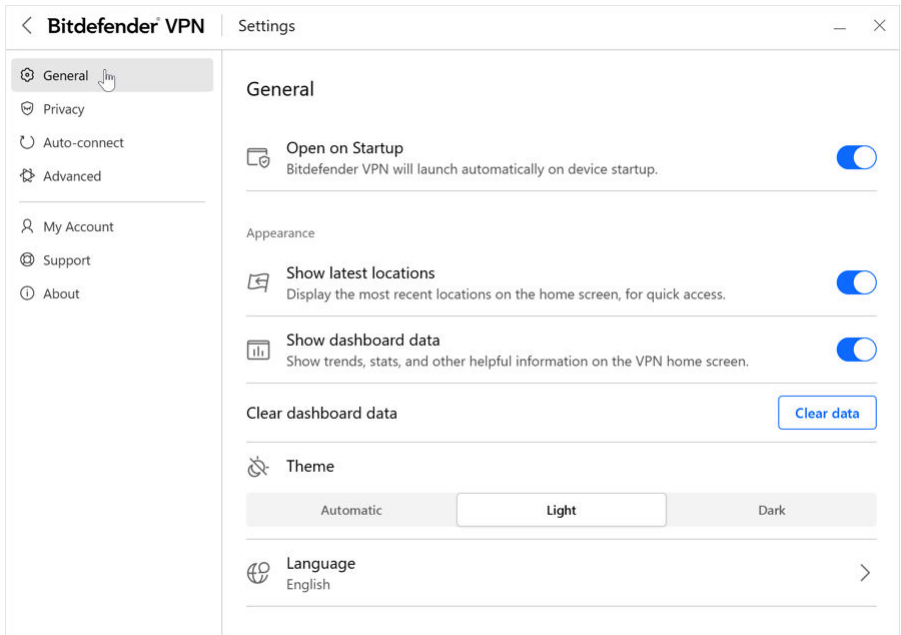 Bitdefender VPN
Settings
General
Privacy
Auto-connect
Advanced
My Account
Support
About
General
Open on Startup
Bitdefender VPN will launch automatically on device startup.
Appearance
Show latest locations
Display the most recent locations on the home screen, for quick access.
Show dashboard data
Show trends, stats, and other helpful information on the VPN home screen.
Clear dashboard data
Clear data
Theme
Automatic
Light
Dark
Language
English